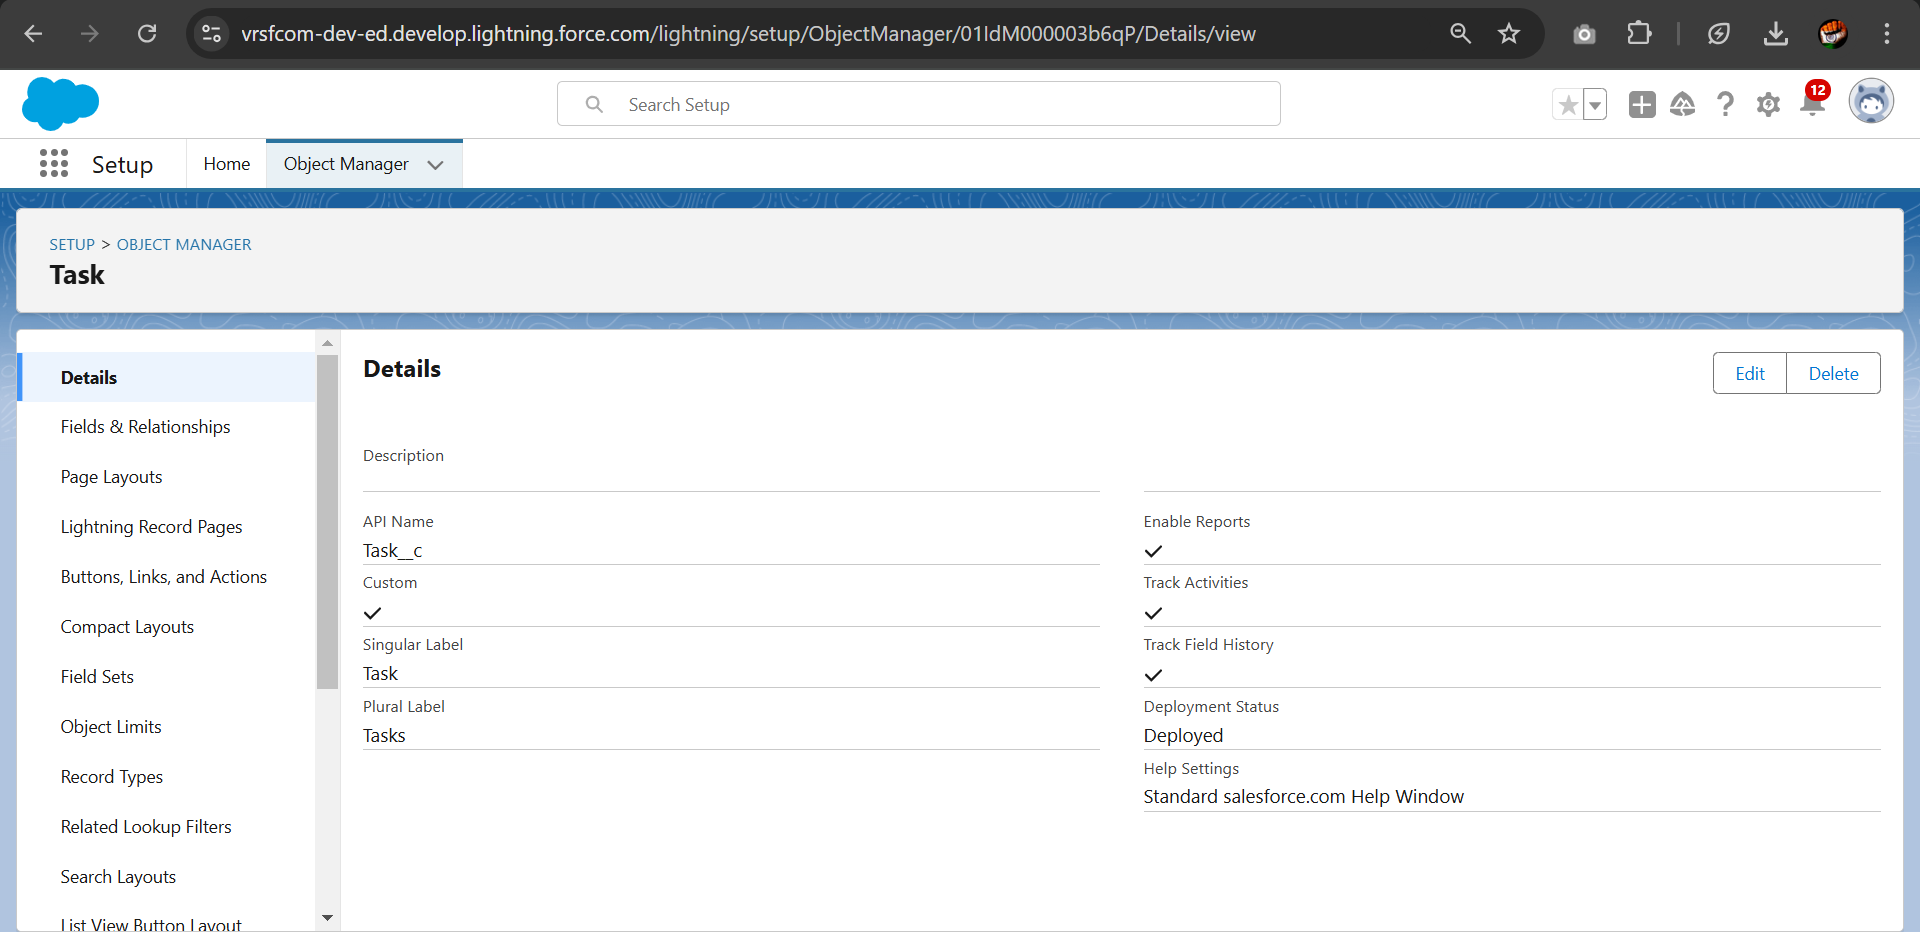 vrsfcom-dev-ed.develop.lightning.force.com/lightning/setup/ObjectManager/01IdM000003b6qP/Details/view
Search Setup
12
Setup
Home
Object Manager
SETUP > OBJECT MANAGER
Task
Details
Fields & Relationships
Page Layouts
Lightning Record Pages
Buttons, Links, and Actions
Compact Layouts
Field Sets
Object Limits
Record Types
Related Lookup Filters
Search Layouts
List View Button Layout
Details
Edit
Delete
Description
API Name
Task__c
Custom
Singular Label
Task
Plural Label
Tasks
Enable Reports
Track Activities
Track Field History
Deployment Status
Deployed
Help Settings
Standard salesforce.com Help Window